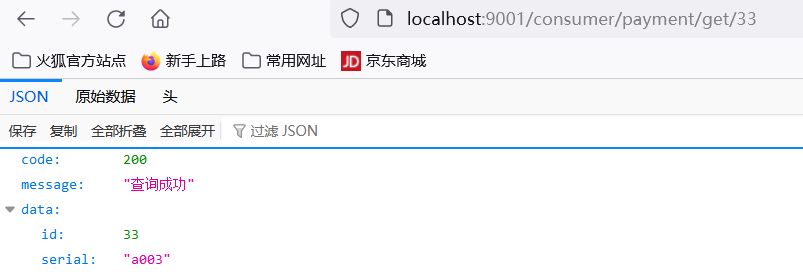 localhost:9001/consumer/payment/get/33
火狐官方站点 新手上路 常用网址 JD 京东商城
JSON 原始数据 头
保存 复制 全部折叠 全部展开 过滤 JSON
code: 200
message: "查询成功"
data:
id: 33
serial: "a003"